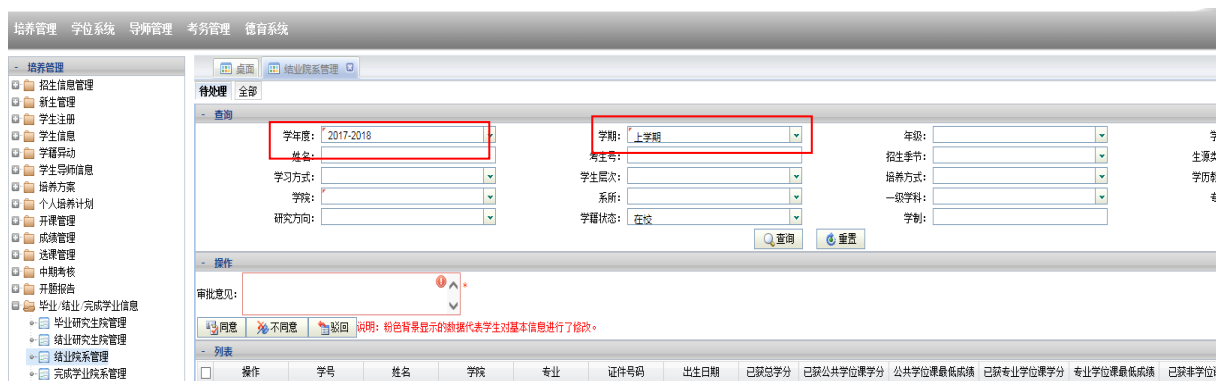 培养管理 学位系统 导师管理 考务管理 德育系统
- 培养管理
招生信息管理
新生管理
学生注册
学生信息
学籍异动
学生导师信息
培养方案
个人培养计划
开课管理
成绩管理
选课管理
中期考核
开题报告
毕业/结业/完成学业信息
毕业研究生院管理
结业研究生院管理
结业院系管理
完成学业院系管理
桌面 结业院系管理
待处理 全部
- 查询
学年度: 2017-2018 学期: 上学期 年级:
姓名: 考生号: 招生季节: 生源类
学习方式: 学生层次: 培养方式: 学历教
学院: 系所: 一级学科: 专
研究方向: 学籍状态: 在校 学制:
查询 重置
- 操作
审批意见: *
同意 不同意 驳回 说明: 粉色背景显示的数据代表学生对基本信息进行了修改。
- 列表
操作 学号 姓名 学院 专业 证件号码 出生日期 已获总学分 已获公共学位课学分 公共学位课最低成绩 已获专业学位课学分 专业学位课最低成绩 已获非学位课